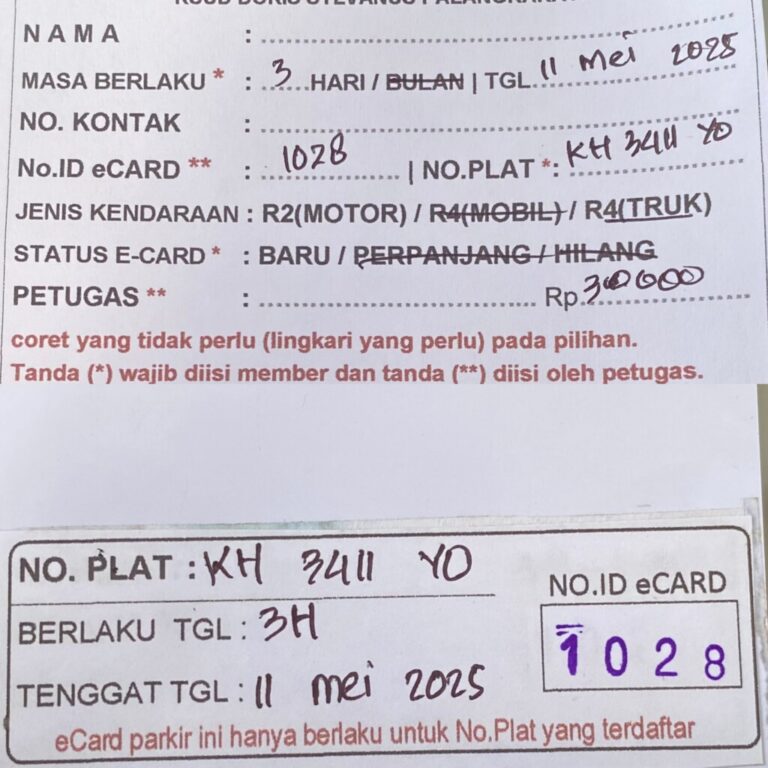 NAMA : 
MASA BERLAKU * : 3 HARI / BULAN | TGL 11 Mei 2025
NO. KONTAK : 
No.ID eCARD ** : 1028 | NO.PLAT *: KH 3411 YO
JENIS KENDARAAN : R2(MOTOR) / R4(MOBIL) / R4(TRUK)
STATUS E-CARD * : BARU / PERPANJANG / HILANG
PETUGAS ** : Rp. 30000
coret yang tidak perlu (lingkari yang perlu) pada pilihan.
Tanda (*) wajib diisi member dan tanda (**) diisi oleh petugas.
NO. PLAT : KH 3411 YO
BERLAKU TGL : 3H
TENGGAT TGL : 11 mei 2025
NO.ID eCARD
1028
eCard parkir ini hanya berlaku untuk No.Plat yang terdaftar